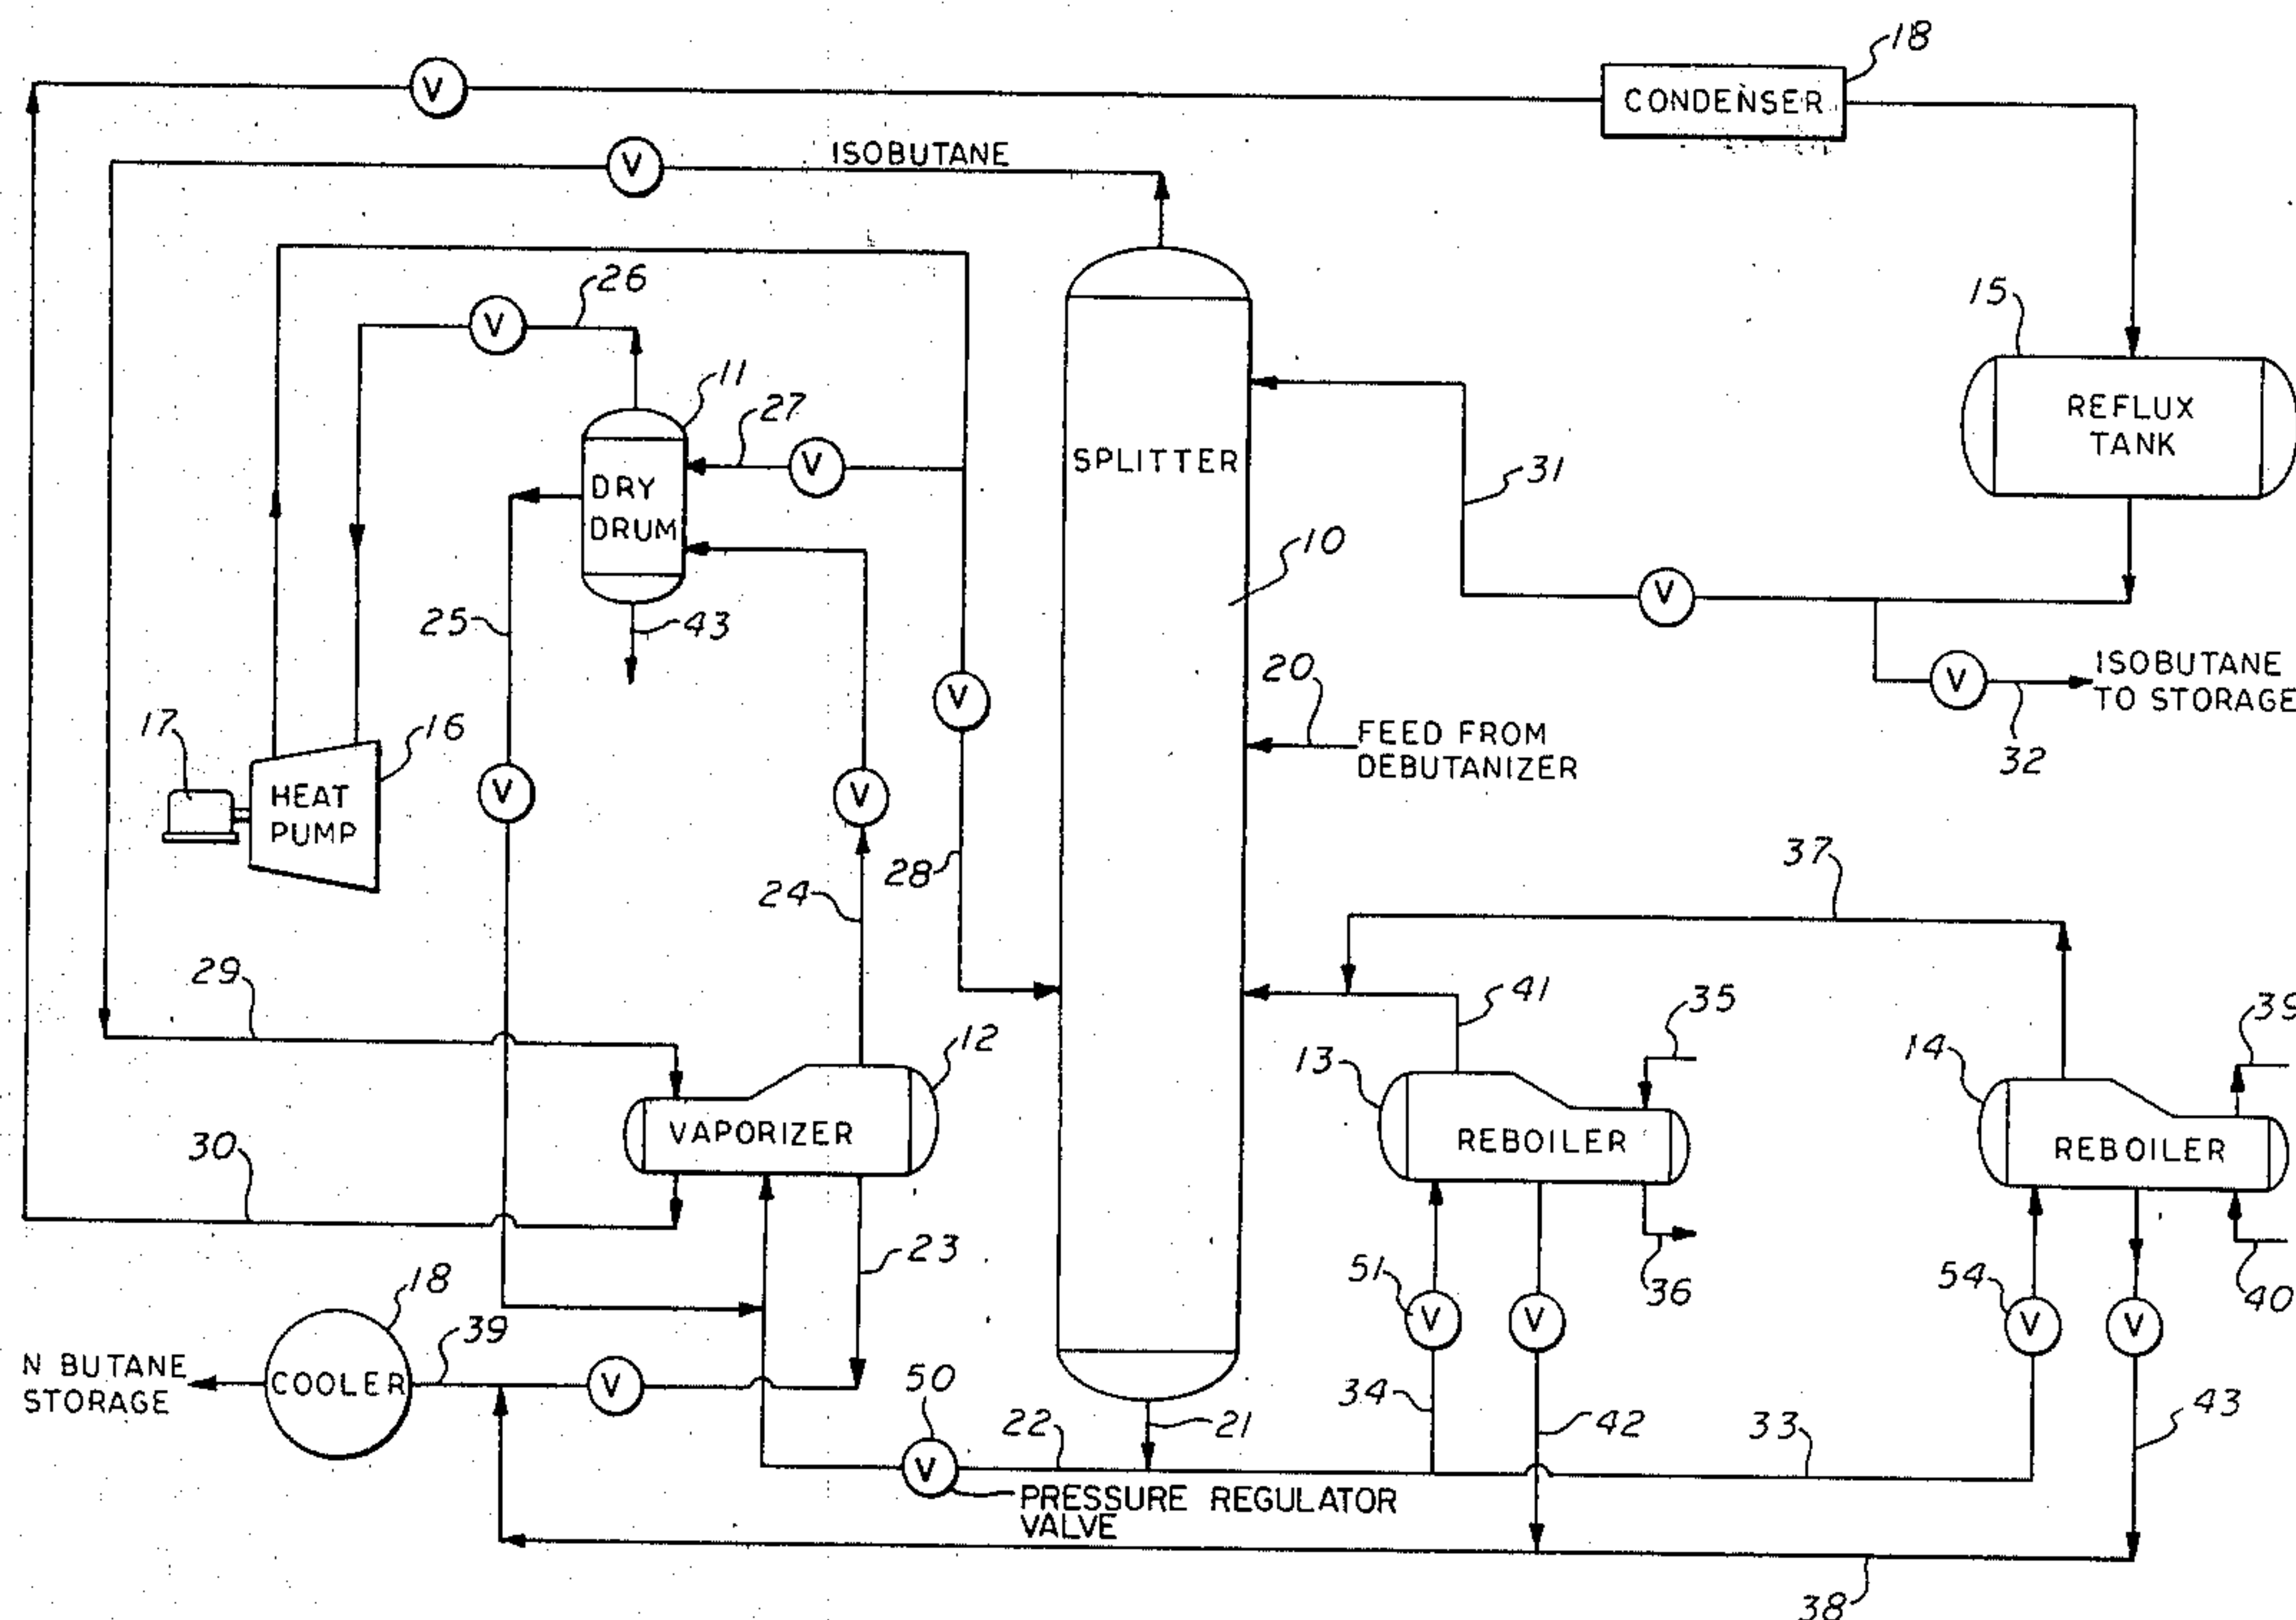 18
V
CONDENSER
V
ISOBUTANE
26
V
15
11
27
REFLUX
TANK
V
SPLITTER
31
DRY
DRUM
10
25
43
V
20
ISOBUTANE
TO STORAGE
V
V
32
17
16
FEED FROM
DEBUTANIZER
V
V
HEAT
PUMP
28
24
37
29
41
35
39
12
13
14
VAPORIZER
REBOILER
REBOILER
30
23
51
36
54
40
18
V
V
V
V
39
N BUTANE
STORAGE
COOLER
V
50
34
42
43
22
21
33
V
PRESSURE REGULATOR
VALVE
38